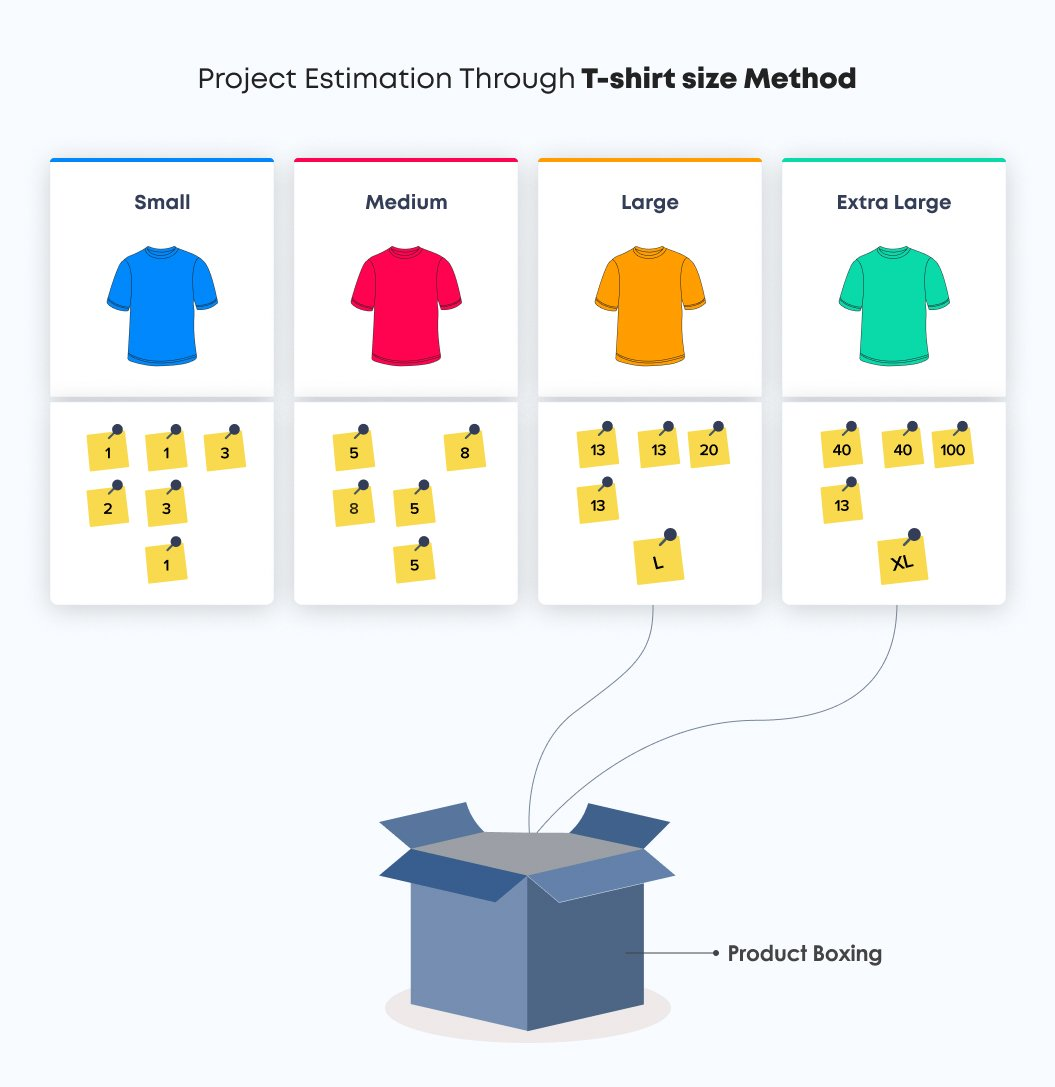 Project Estimation Through T-shirt size Method
Small
Medium
Large
Extra Large
1 1 3
2 3
1
5 8
8 5
5
13 13 20
13
L
40 40 100
13
XL
Product Boxing